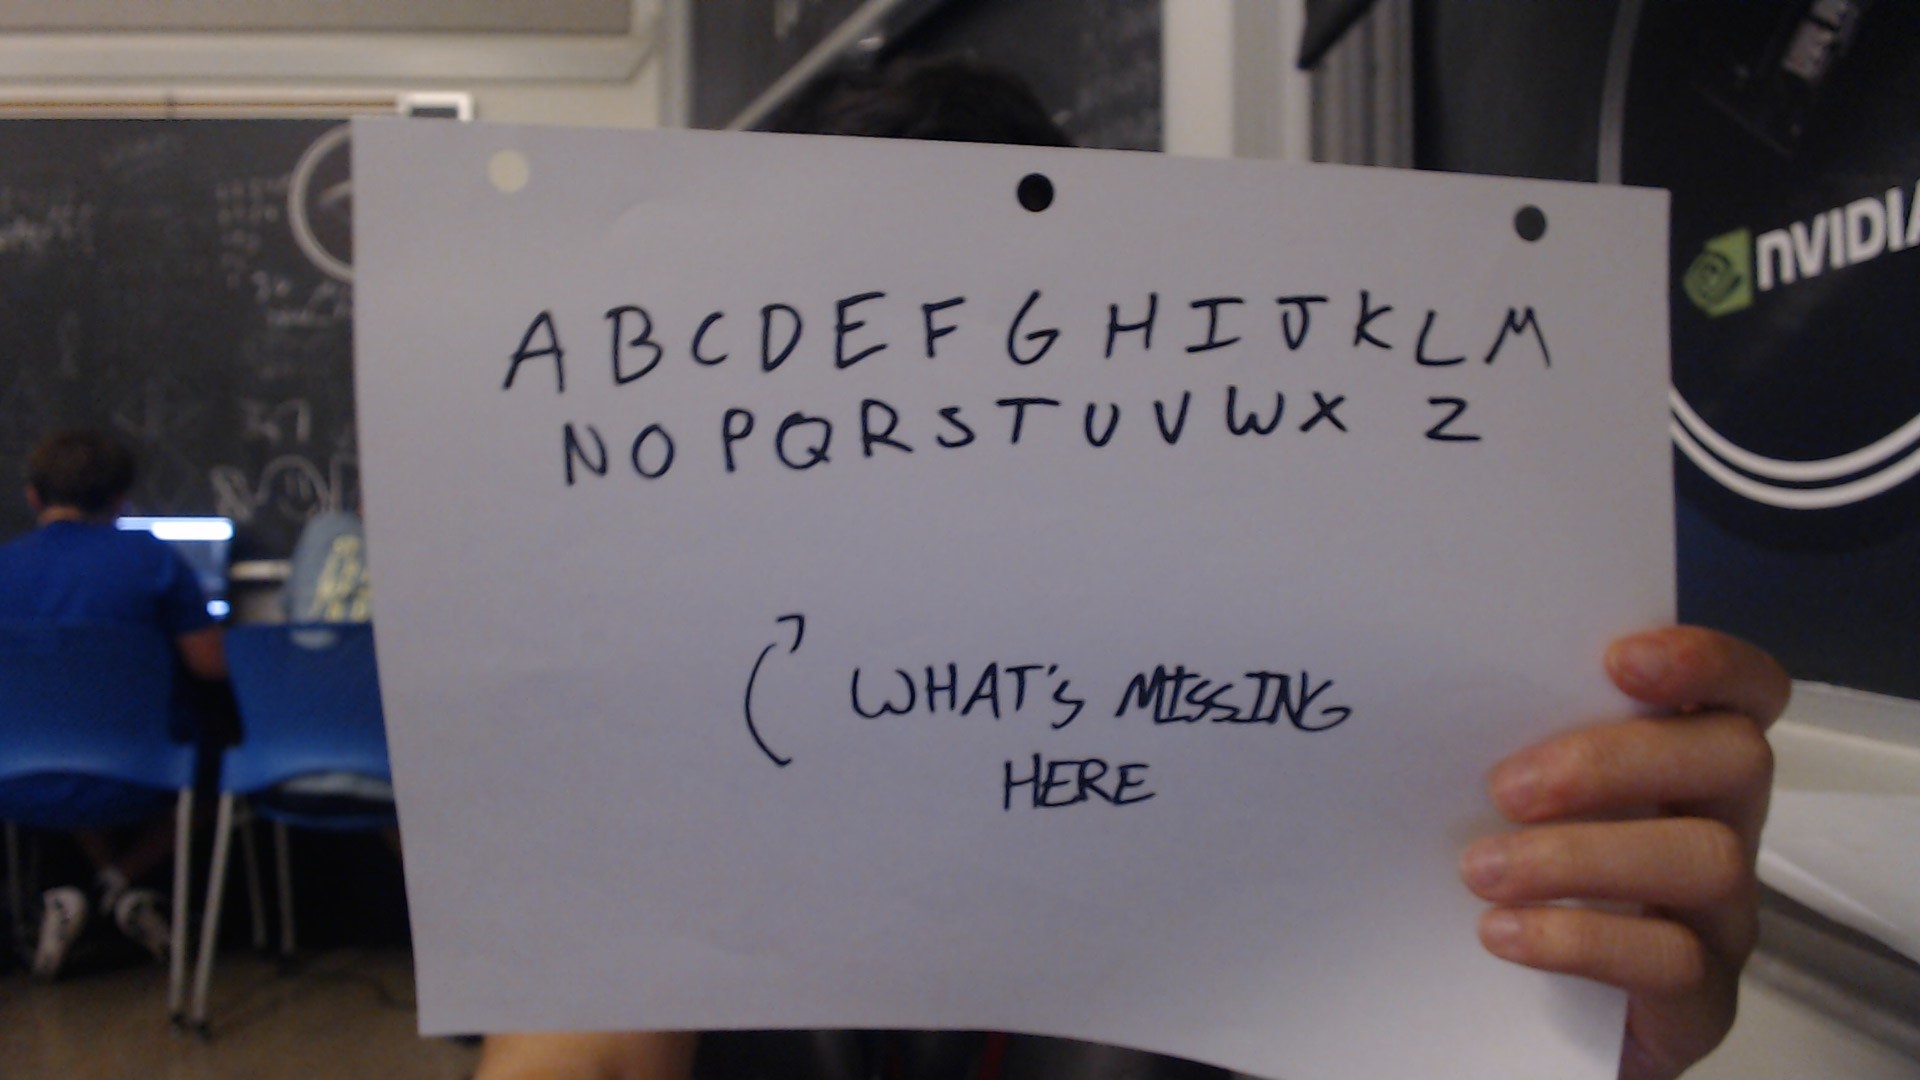 A B C D E F G H I J K L M
N O P Q R S T U V W X Z
WHAT'S MISSING
HERE
NVIDIA